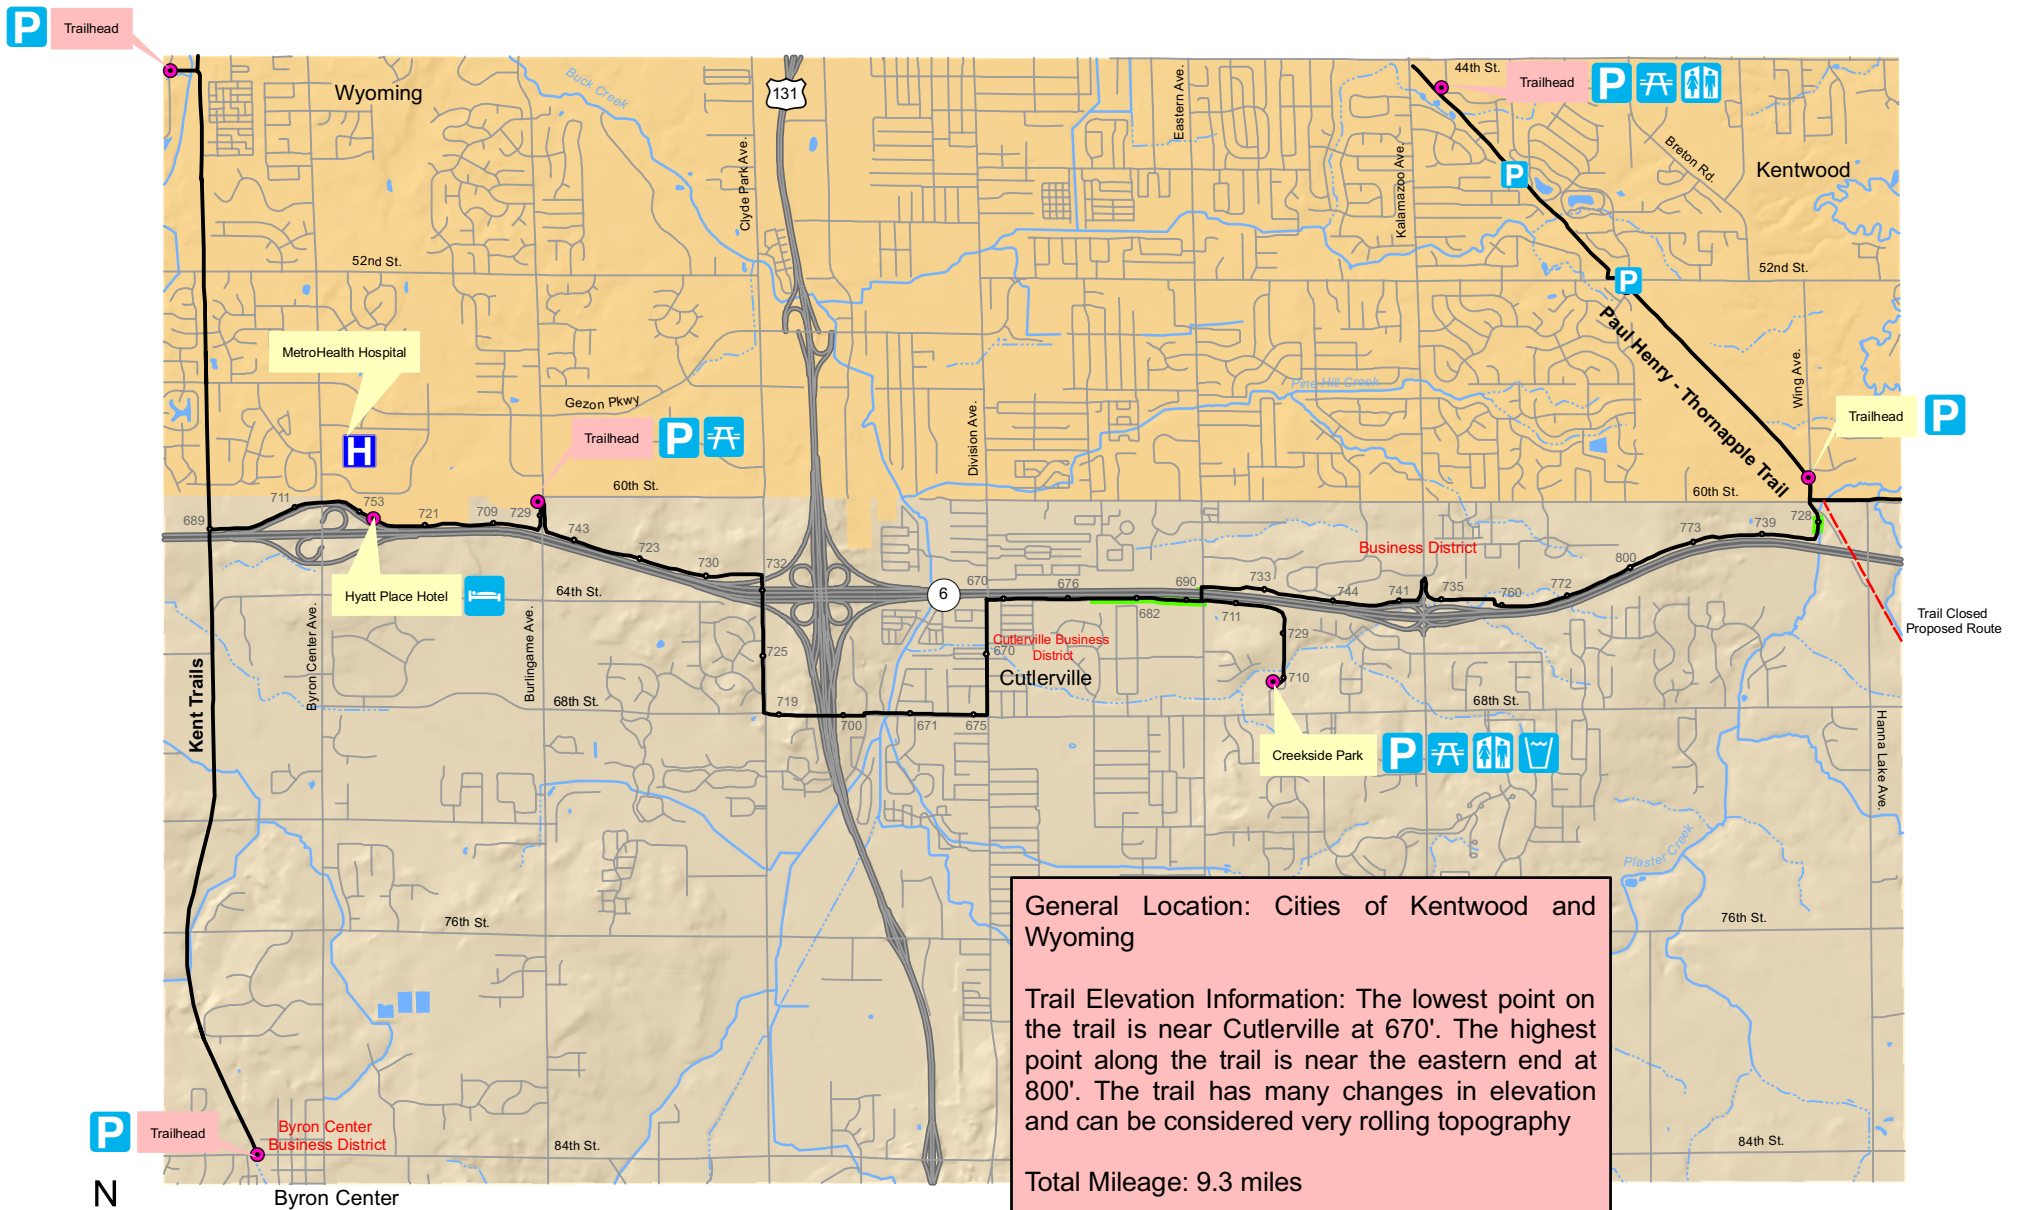 P
Trailhead
Wyoming
Buck Creek
131
Clyde Park Ave.
Eastern Ave.
Kalamazoo Ave.
44th St.
Trailhead
P
Breton Rd.
Kentwood
P
52nd St.
52nd St.
P
Paul Henry - Thornapple Trail
MetroHealth Hospital
H
Gezon Pkwy
Pine Hill Creek
Wing Ave.
Division Ave.
Trailhead
P
Trailhead
P
60th St.
60th St.
689
711
753
721
709
729
743
723
730
732
670
676
682
690
733
711
744
741
735
760
772
800
773
739
728
Business District
Hyatt Place Hotel
64th St.
6
Trail Closed
Proposed Route
Byron Center Ave.
Burlingame Ave.
Kent Trails
725
719
700
671
675
670
Cutlerville Business
District
Cutlerville
729
710
68th St.
68th St.
Hanna Lake Ave.
Creekside Park
P
Plaster Creek
76th St.
76th St.
General Location: Cities of Kentwood and
Wyoming
Trail Elevation Information: The lowest point on
the trail is near Cutlerville at 670'. The highest
point along the trail is near the eastern end at
800'. The trail has many changes in elevation
and can be considered very rolling topography
Total Mileage: 9.3 miles
P
Trailhead
Byron Center
Business District
84th St.
84th St.
N
Byron Center